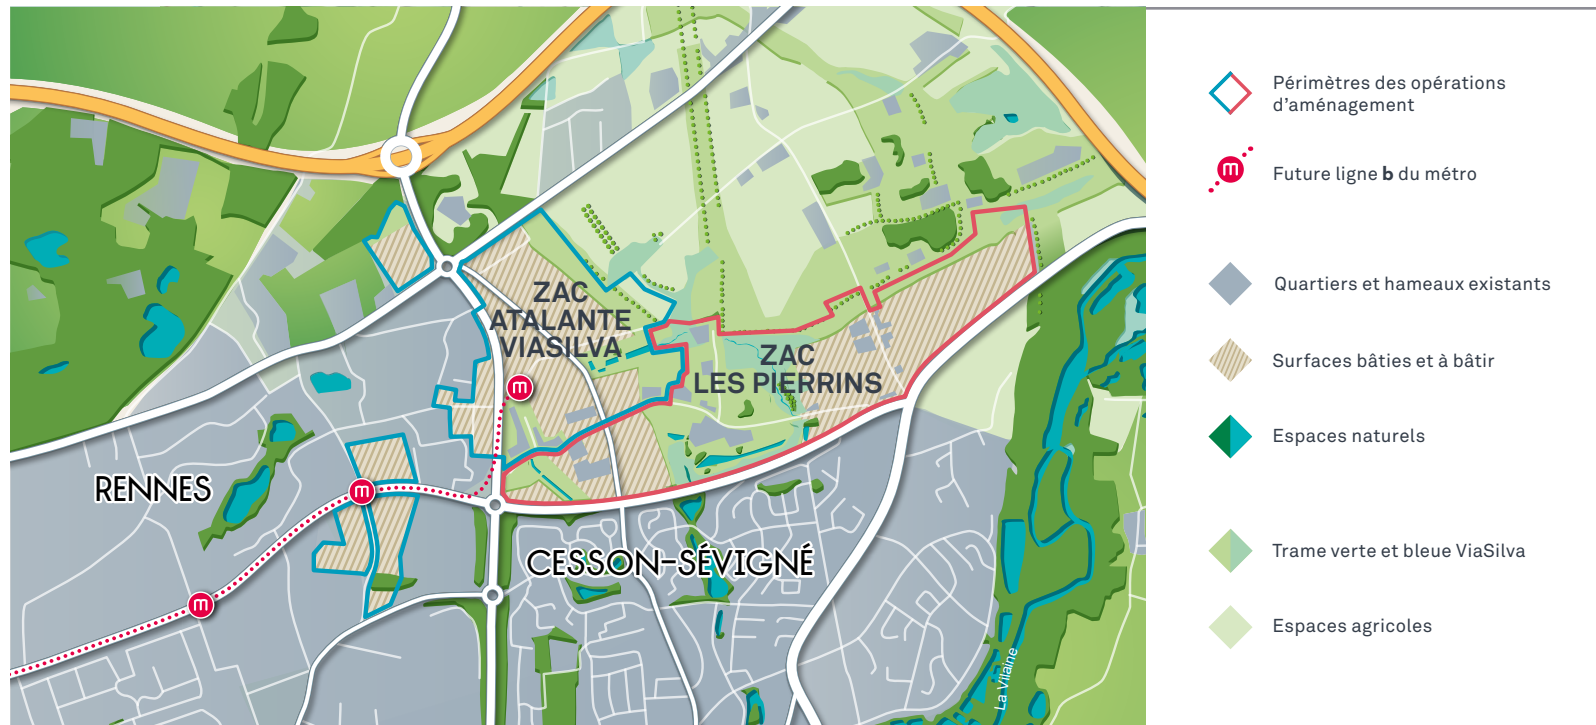 ZAC
ATALANTE
VIASILVA
ZAC
LES PIERRINS
m
RENNES
m
CESSON-SÉVIGNÉ
m
La Vilaine
Périmètres des opérations
d'aménagement
m
Future ligne b du métro
Quartiers et hameaux existants
Surfaces bâties et à bâtir
Espaces naturels
Trame verte et bleue ViaSilva
Espaces agricoles